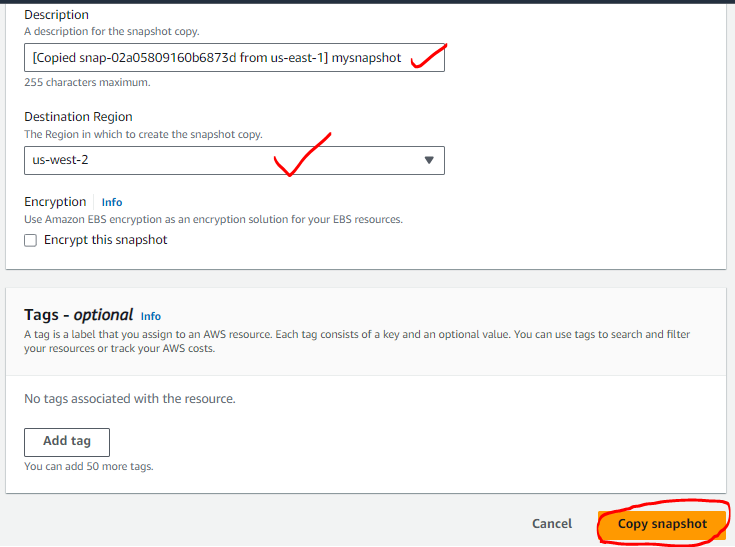 Description
A description for the snapshot copy.
[Copied snap-02a05809160b6873d from us-east-1] mysnapshot
255 characters maximum.
Destination Region
The Region in which to create the snapshot copy.
us-west-2
Encryption Info
Use Amazon EBS encryption as an encryption solution for your EBS resources.
Encrypt this snapshot
Tags - optional Info
A tag is a label that you assign to an AWS resource. Each tag consists of a key and an optional value. You can use tags to search and filter
your resources or track your AWS costs.
No tags associated with the resource.
Add tag
You can add 50 more tags.
Cancel Copy snapshot